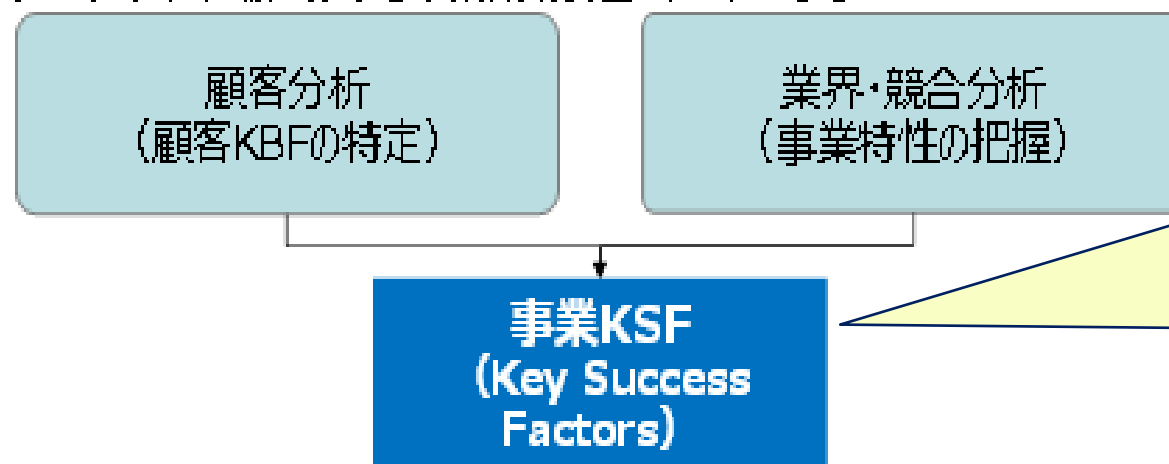 顧客分析
(顧客KBFの特定)
業界・競合分析
(事業特性の把握)
事業KSF
(Key Success
Factors)